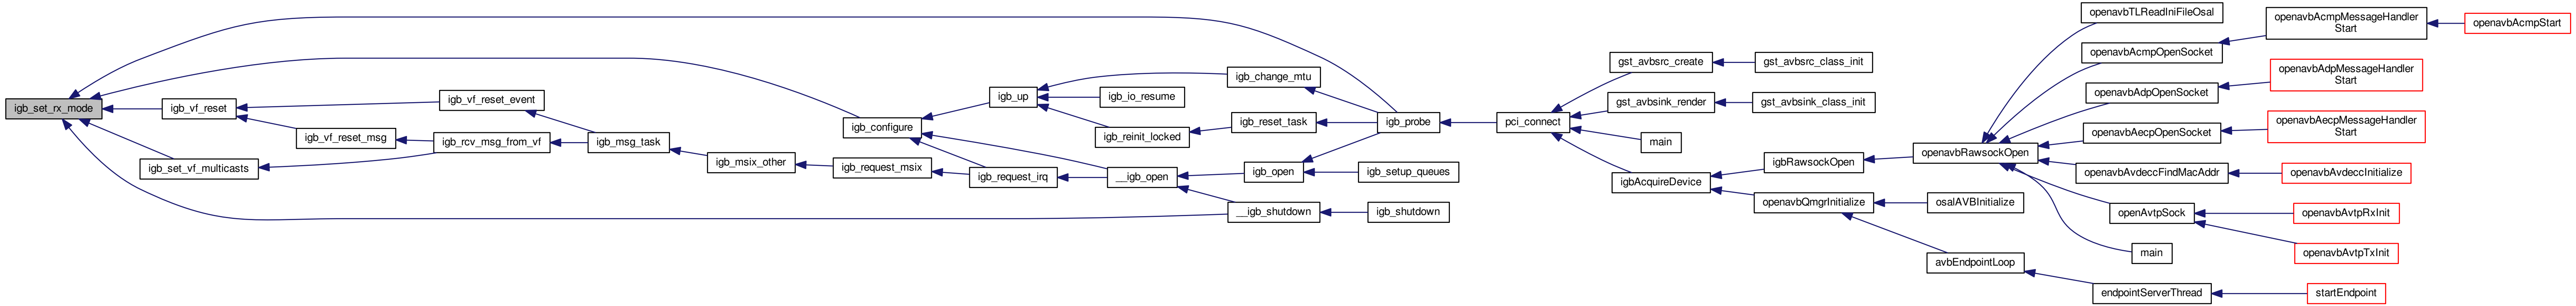 igb_set_rx_mode
igb_vf_reset
igb_set_vf_multicasts
igb_vf_reset_msg
igb_vf_reset_event
igb_rcv_msg_from_vf
igb_msg_task
igb_msix_other
igb_request_msix
igb_configure
igb_request_irq
igb_up
igb_io_resume
igb_reinit_locked
__igb_open
igb_change_mtu
igb_reset_task
igb_open
__igb_shutdown
igb_probe
igb_setup_queues
igb_shutdown
pci_connect
gst_avbsrc_create
gst_avbsink_render
main
igbAcquireDevice
gst_avbsrc_class_init
gst_avbsink_class_init
igbRawsockOpen
openavbQmgrInitialize
openavbRawsockOpen
osalAVBInitialize
avbEndpointLoop
openavbTLReadIniFileOsal
openavbAcmpOpenSocket
openavbAdpOpenSocket
openavbAecpOpenSocket
openavbAvdeccFindMacAddr
openAvtpSock
main
endpointServerThread
openavbAcmpMessageHandler
Start
openavbAdpMessageHandler
Start
openavbAecpMessageHandler
Start
openavbAvdeccInitialize
openavbAvtpRxInit
openavbAvtpTxInit
startEndpoint
openavbAcmpStart